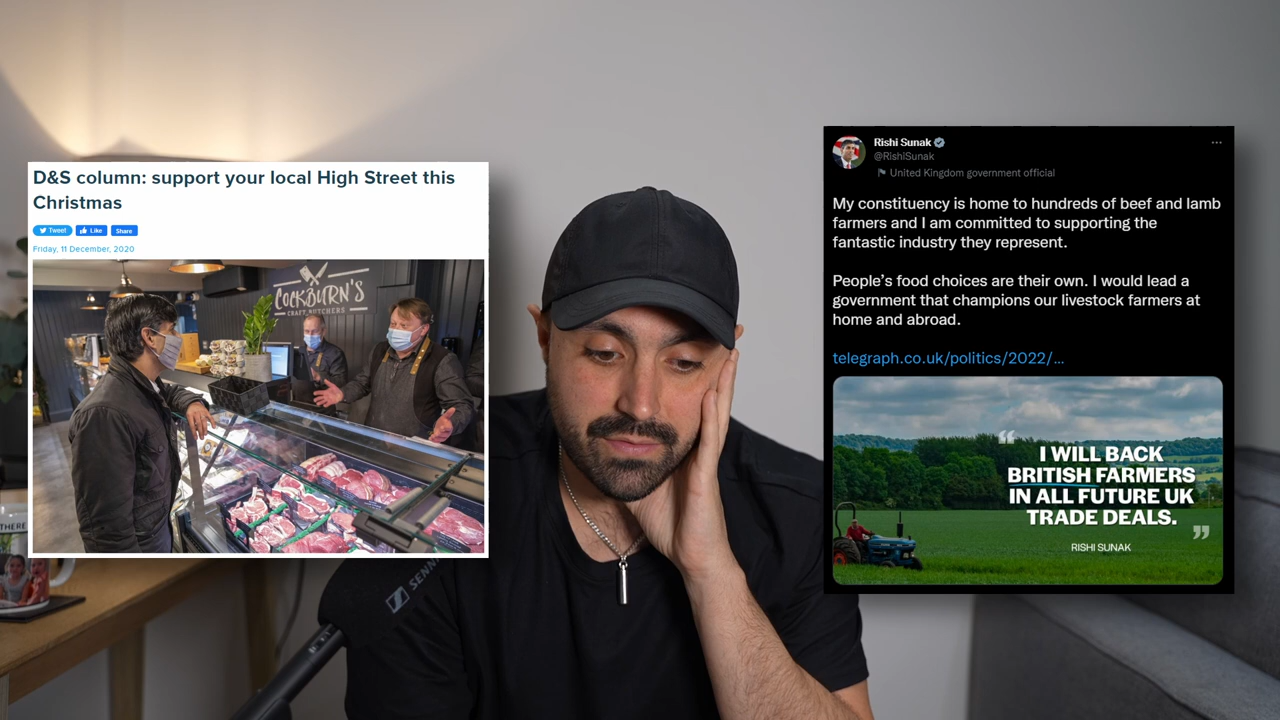 D&S column: support your local High Street this
Christmas
Tweet
Like
Share
Friday, 11 December, 2020
COCKBURN'S
CRAFT BUTCHERS
THERE
SENN
Rishi Sunak
@RishiSunak
United Kingdom government official
My constituency is home to hundreds of beef and lamb
farmers and I am committed to supporting the
fantastic industry they represent.
People's food choices are their own. I would lead a
government that champions our livestock farmers at
home and abroad.
telegraph.co.uk/politics/2022/...
“
I WILL BACK
BRITISH FARMERS
IN ALL FUTURE UK
TRADE DEALS.
”
RISHI SUNAK